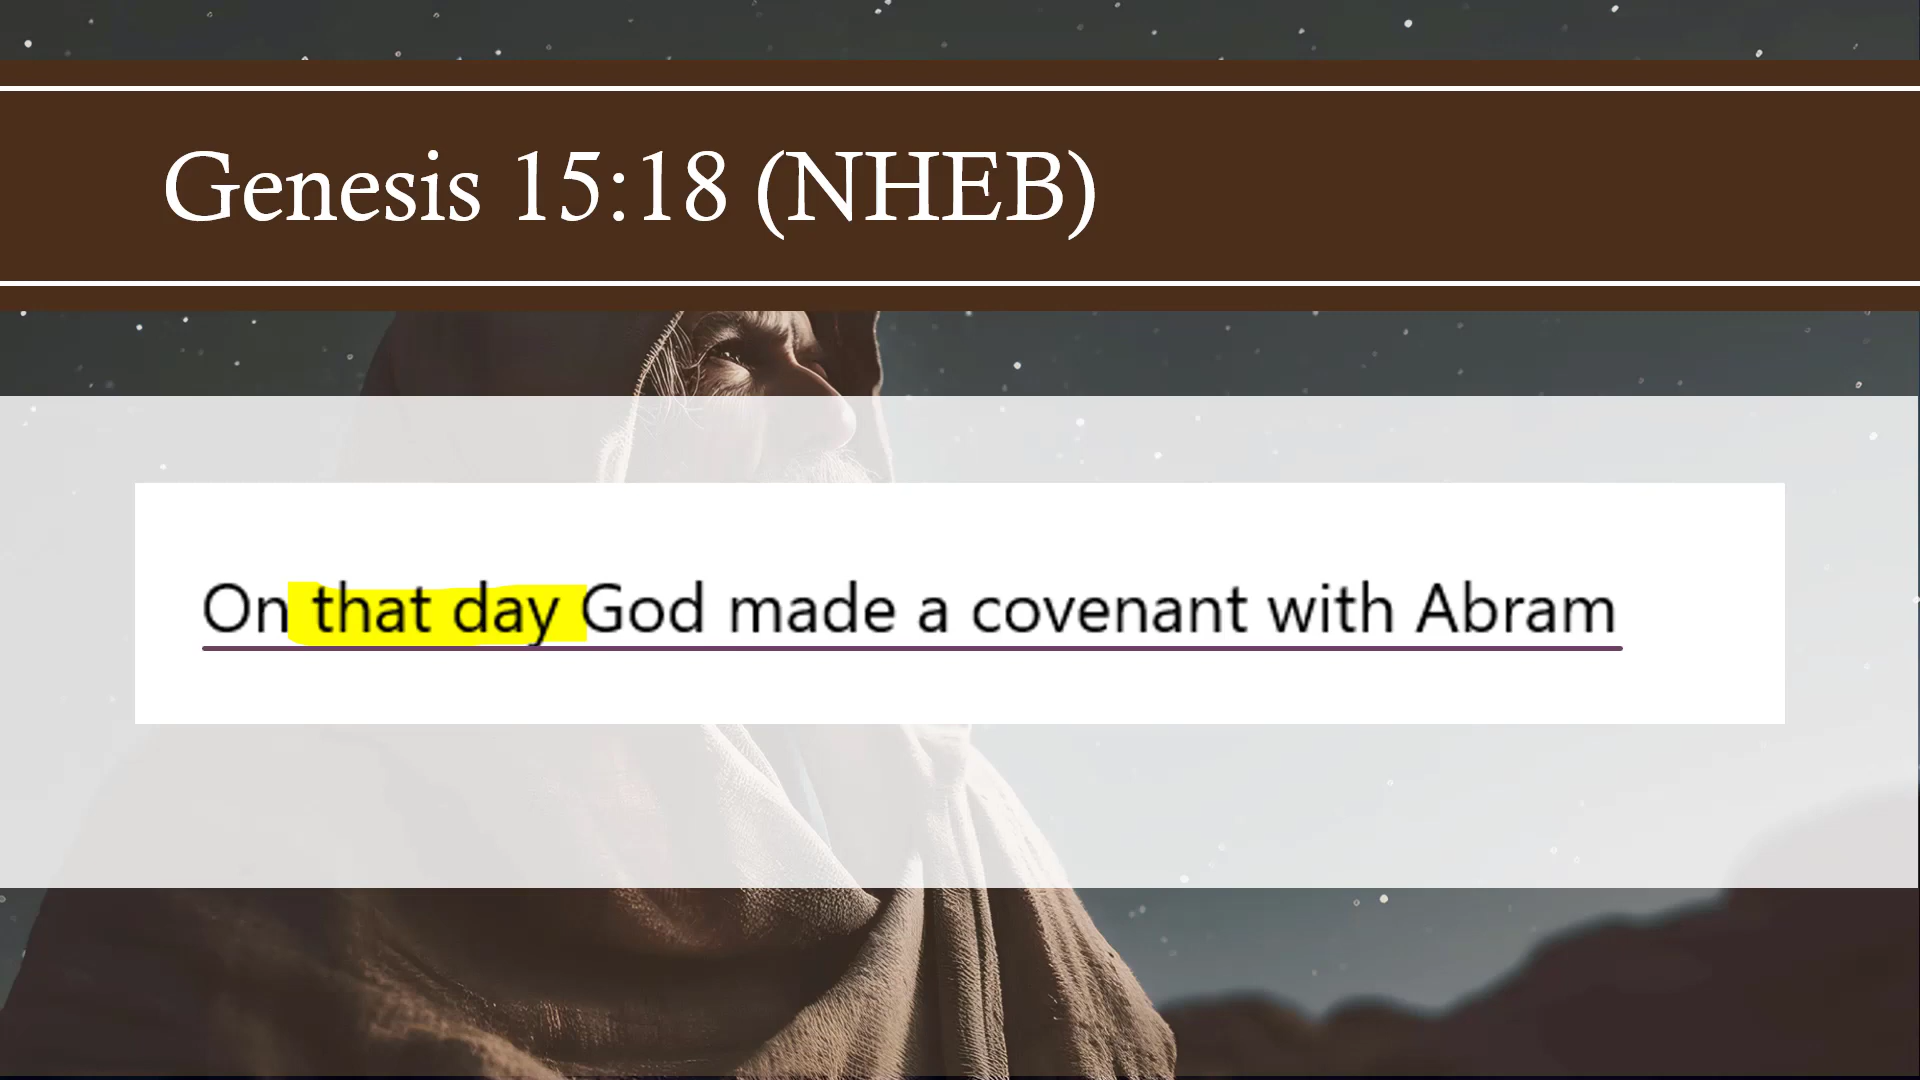 Genesis 15:18 (NHEB)
On that day God made a covenant with Abram